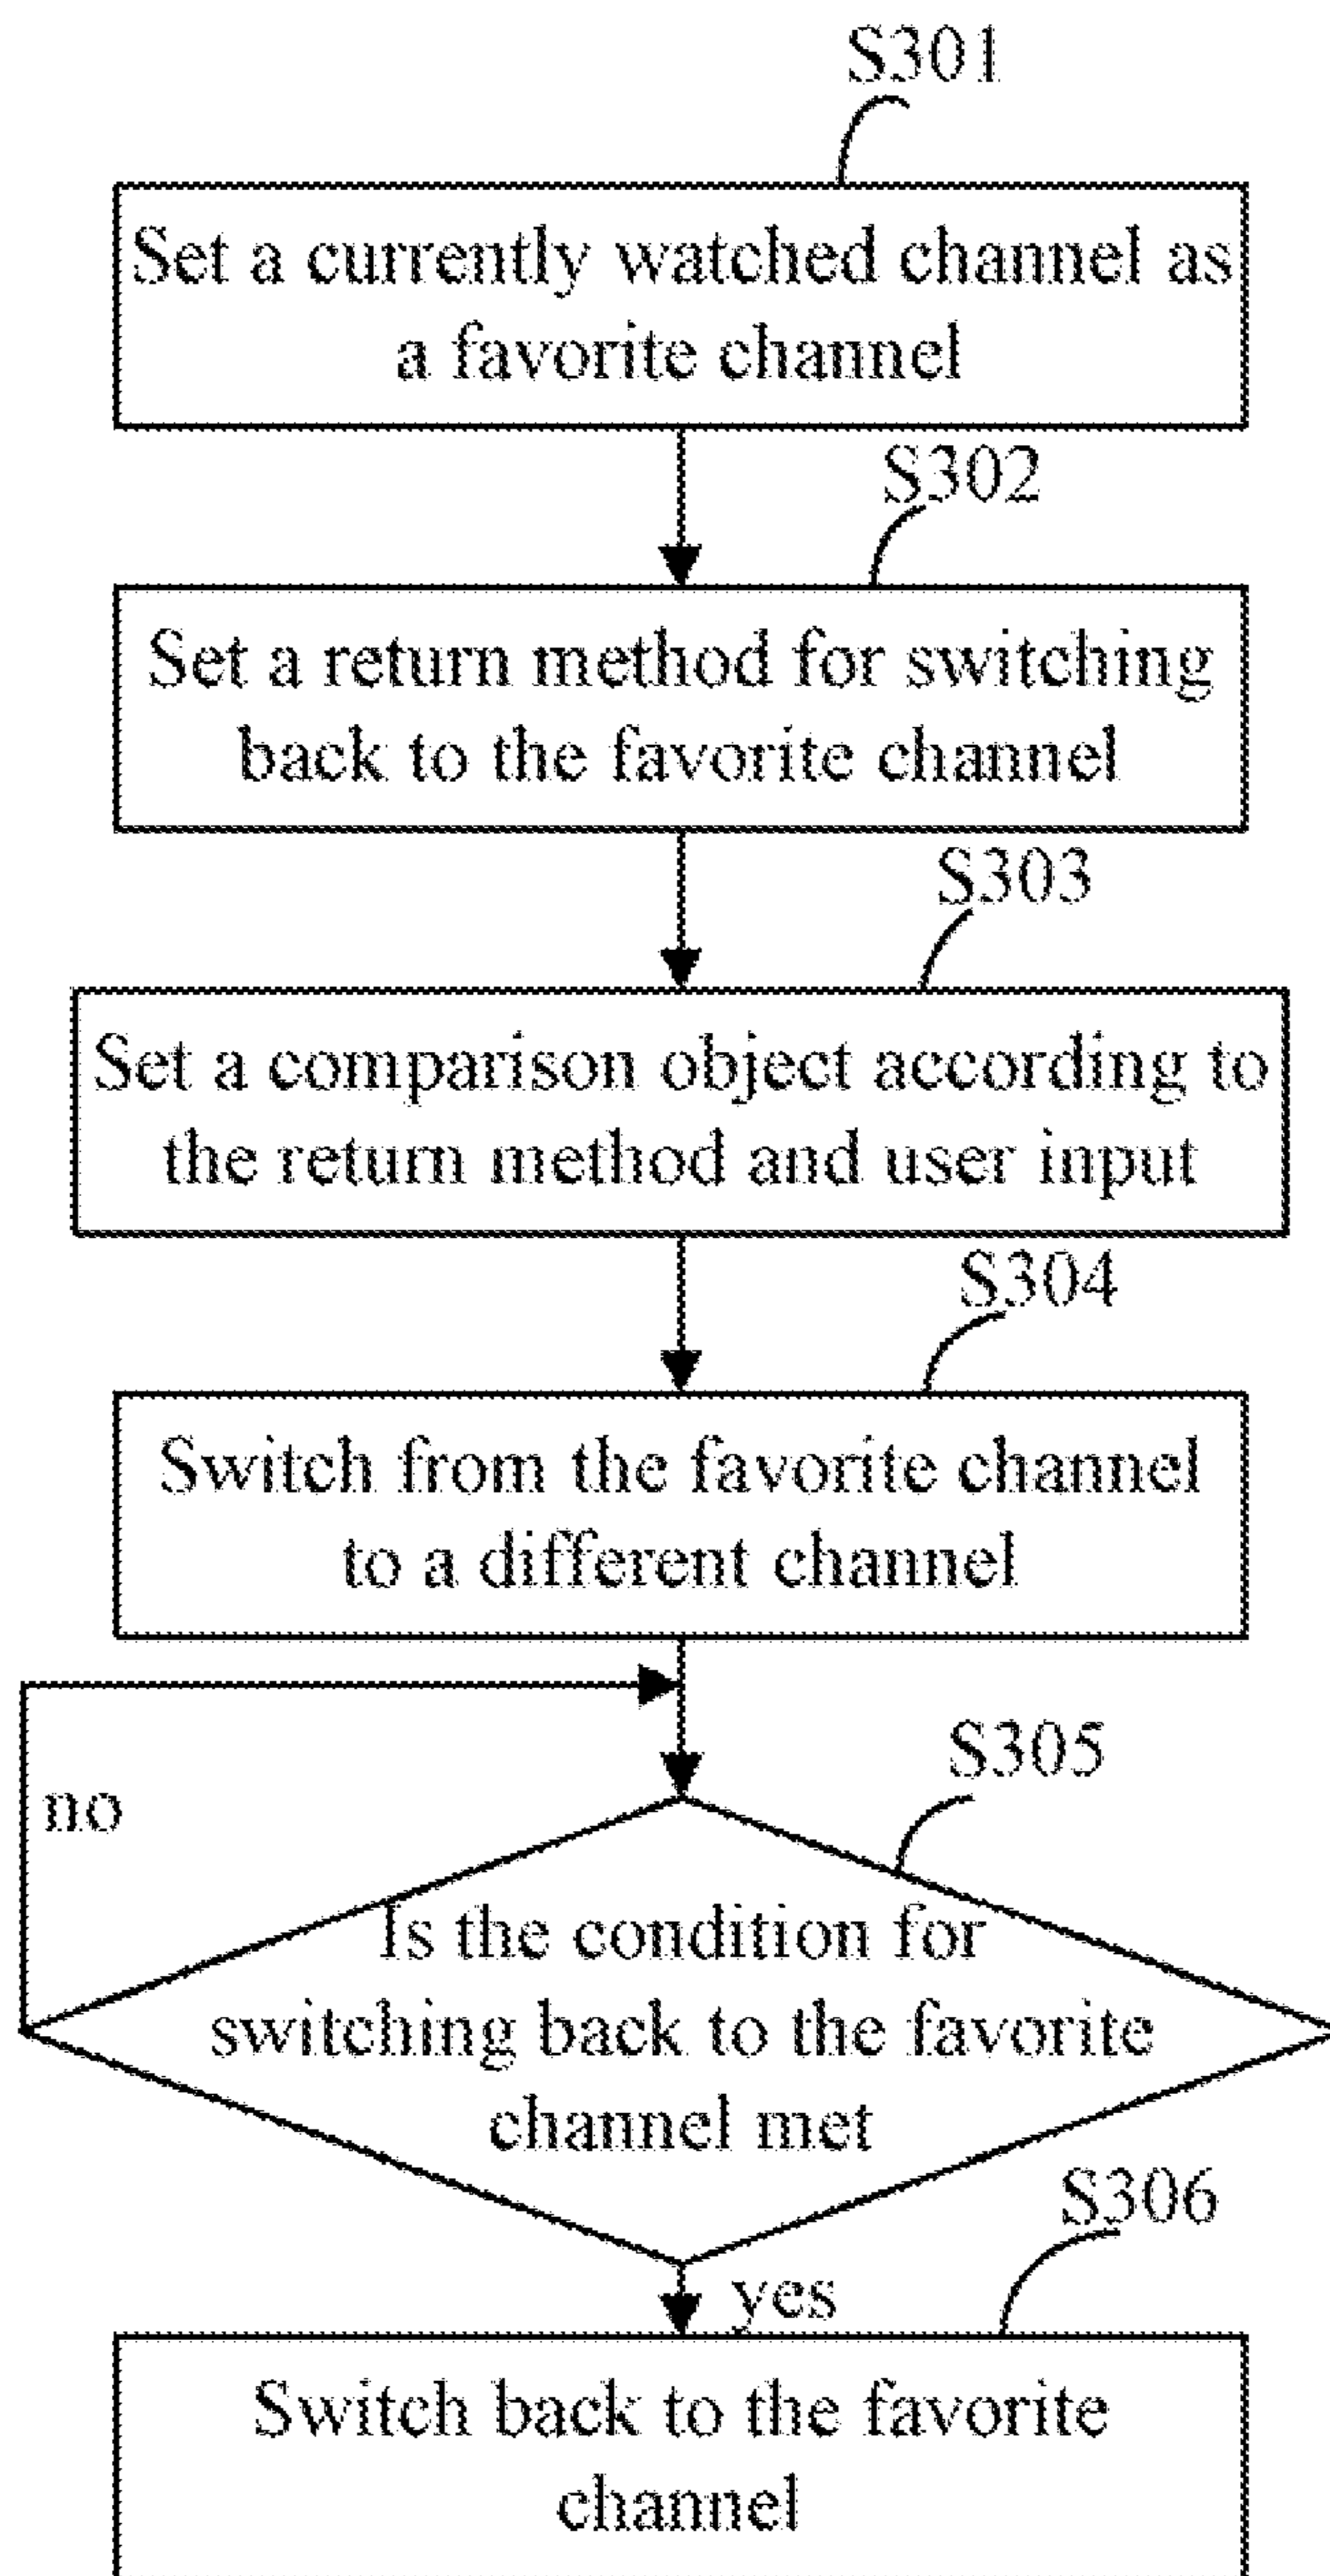 S301
Set a currently watched channel as
a favorite channel
S302
Set a return method for switching
back to the favorite channel
S303
Set a comparison object according to
the return method and user input
S304
Switch from the favorite channel
to a different channel
S305
no
Is the condition for
switching back to the favorite
channel met
S306
yes
Switch back to the favorite
channel